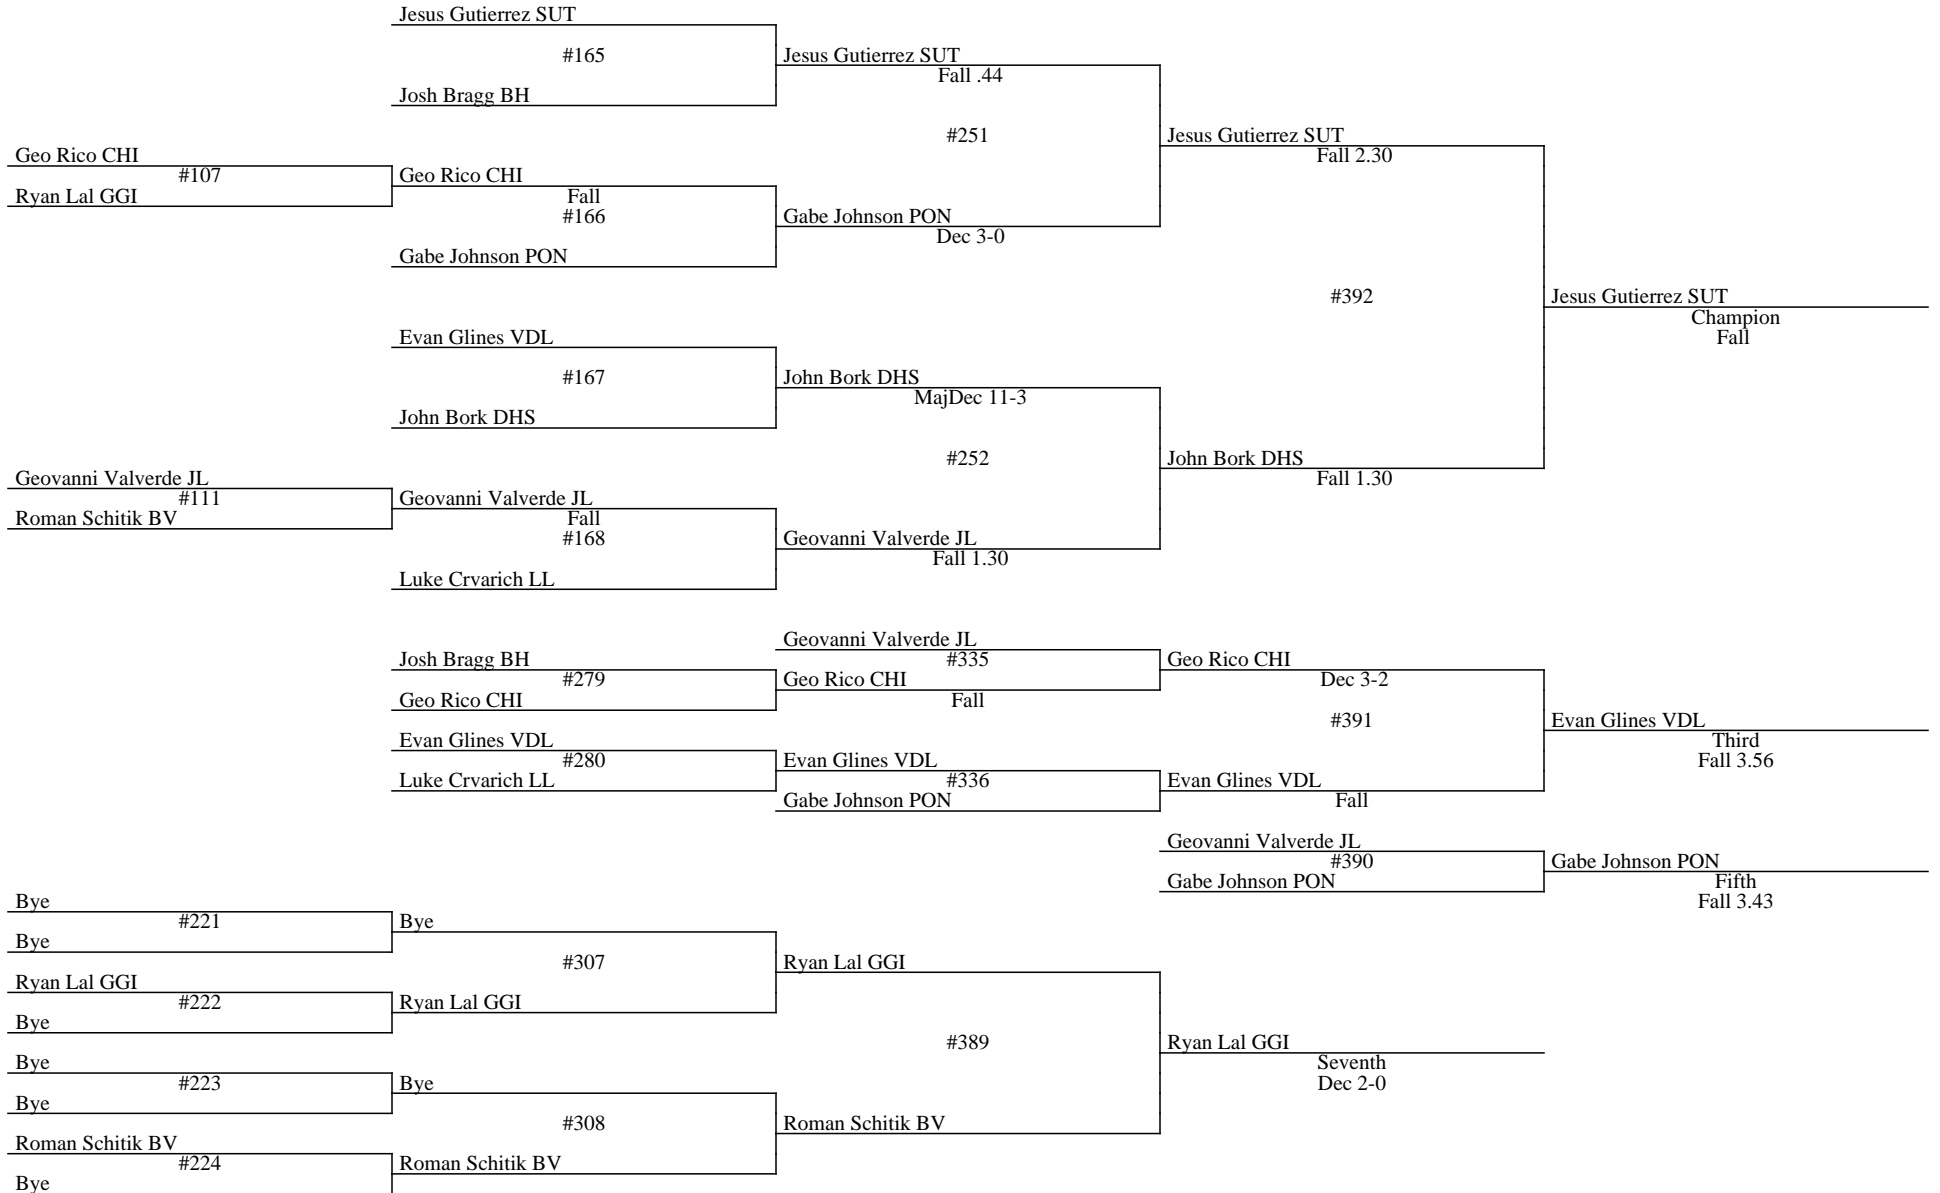 Jesus Gutierrez SUT
#165
Jesus Gutierrez SUT
Fall .44
Josh Bragg BH
#251
Jesus Gutierrez SUT
Fall 2.30
Geo Rico CHI
#107
Geo Rico CHI
Ryan Lal GGI
Fall
#166
Gabe Johnson PON
Dec 3-0
Gabe Johnson PON
#392
Jesus Gutierrez SUT
Champion
Fall
Evan Glines VDL
#167
John Bork DHS
MajDec 11-3
John Bork DHS
#252
John Bork DHS
Fall 1.30
Geovanni Valverde JL
#111
Geovanni Valverde JL
Roman Schitik BV
Fall
#168
Geovanni Valverde JL
Fall 1.30
Luke Crvarich LL
Geovanni Valverde JL
#335
Josh Bragg BH
#279
Geo Rico CHI
Geo Rico CHI
Fall
Geo Rico CHI
Dec 3-2
#391
Evan Glines VDL
Third
Fall 3.56
Evan Glines VDL
#280
Evan Glines VDL
Luke Crvarich LL
#336
Evan Glines VDL
Fall
Gabe Johnson PON
Geovanni Valverde JL
#390
Gabe Johnson PON
Gabe Johnson PON
Fifth
Fall 3.43
Bye
#221
Bye
Bye
#307
Ryan Lal GGI
Ryan Lal GGI
#222
Ryan Lal GGI
Bye
#389
Ryan Lal GGI
Seventh
Dec 2-0
Bye
#223
Bye
Bye
#308
Roman Schitik BV
Roman Schitik BV
#224
Roman Schitik BV
Bye